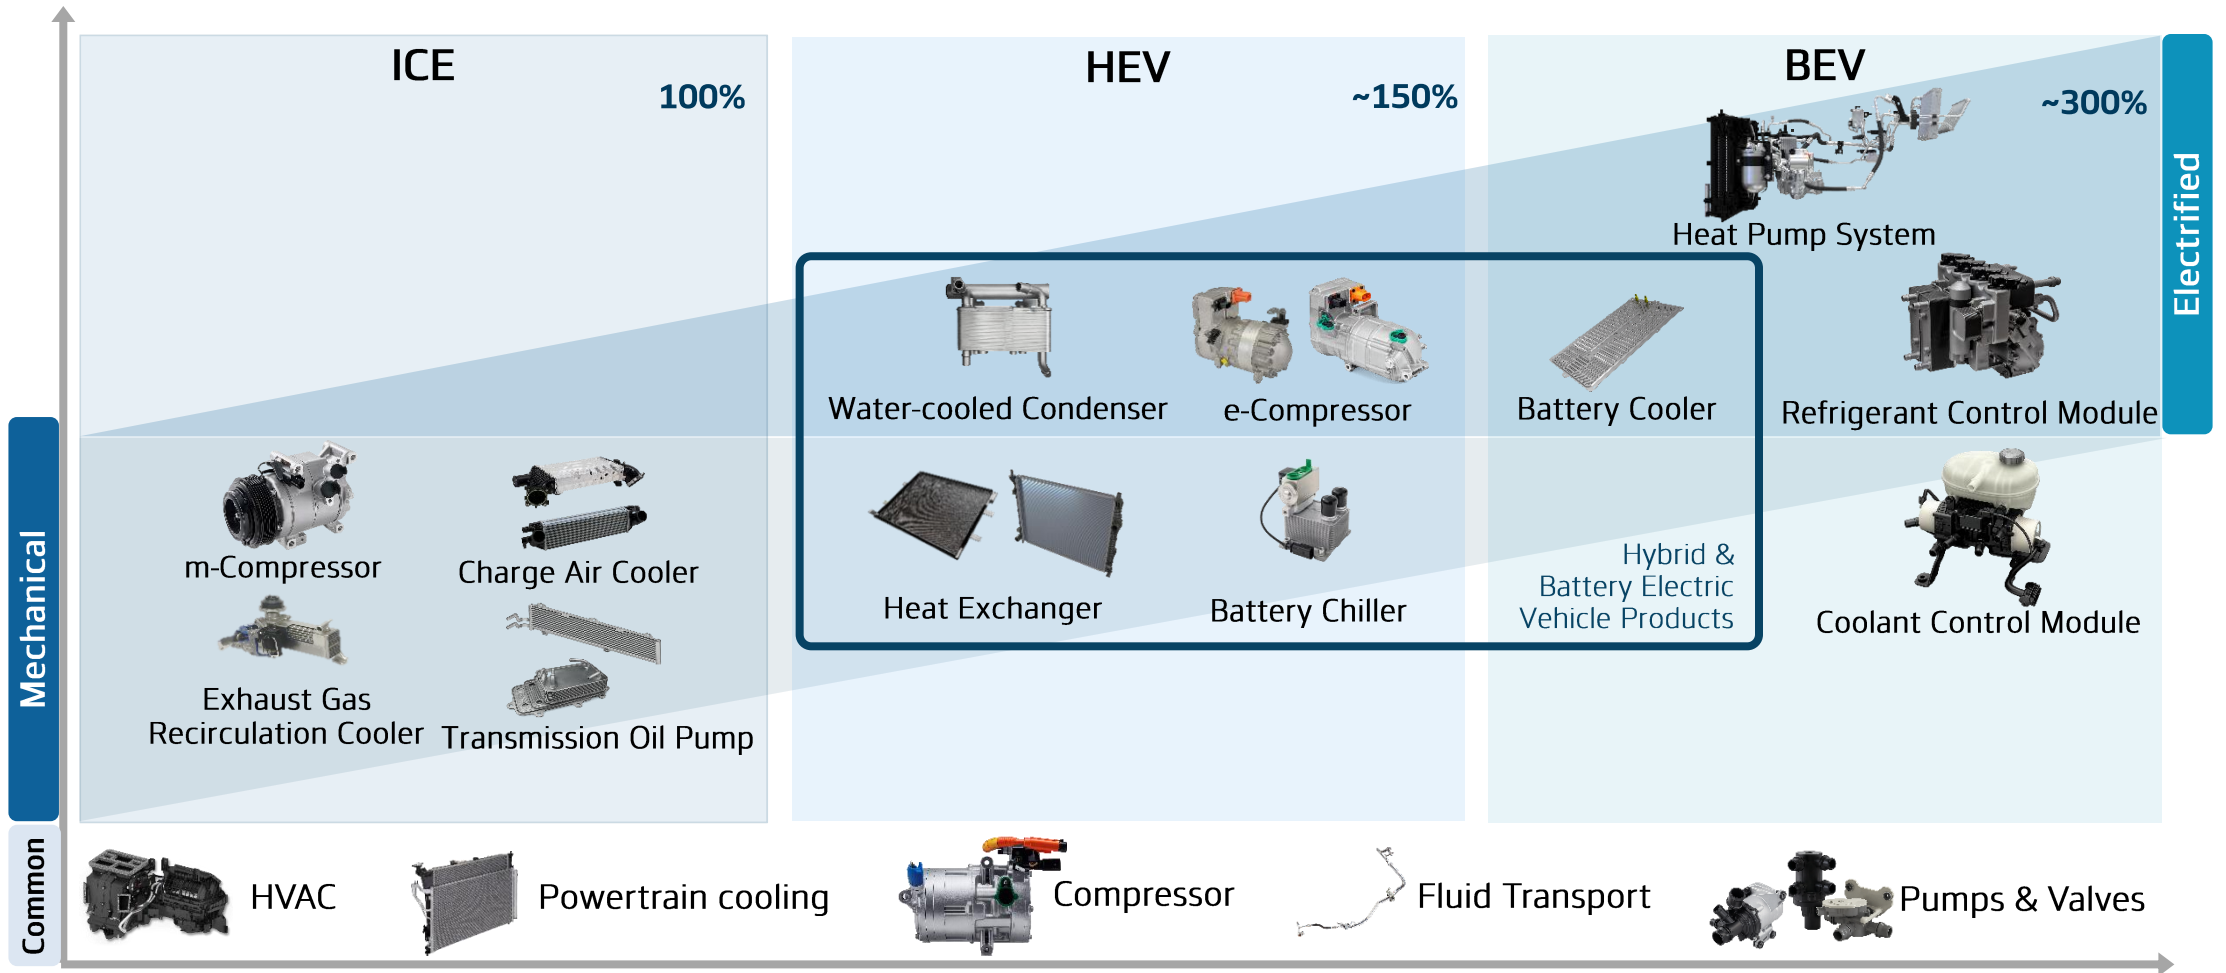 ICE
100%
HEV
~150%
BEV
~300%
Electrified
Heat Pump System
Water-cooled Condenser
e-Compressor
Battery Cooler
Refrigerant Control Module
Mechanical
m-Compressor
Charge Air Cooler
Heat Exchanger
Battery Chiller
Hybrid &
Battery Electric
Vehicle Products
Coolant Control Module
Exhaust Gas
Recirculation Cooler
Transmission Oil Pump
Common
HVAC
Powertrain cooling
Compressor
Fluid Transport
Pumps & Valves